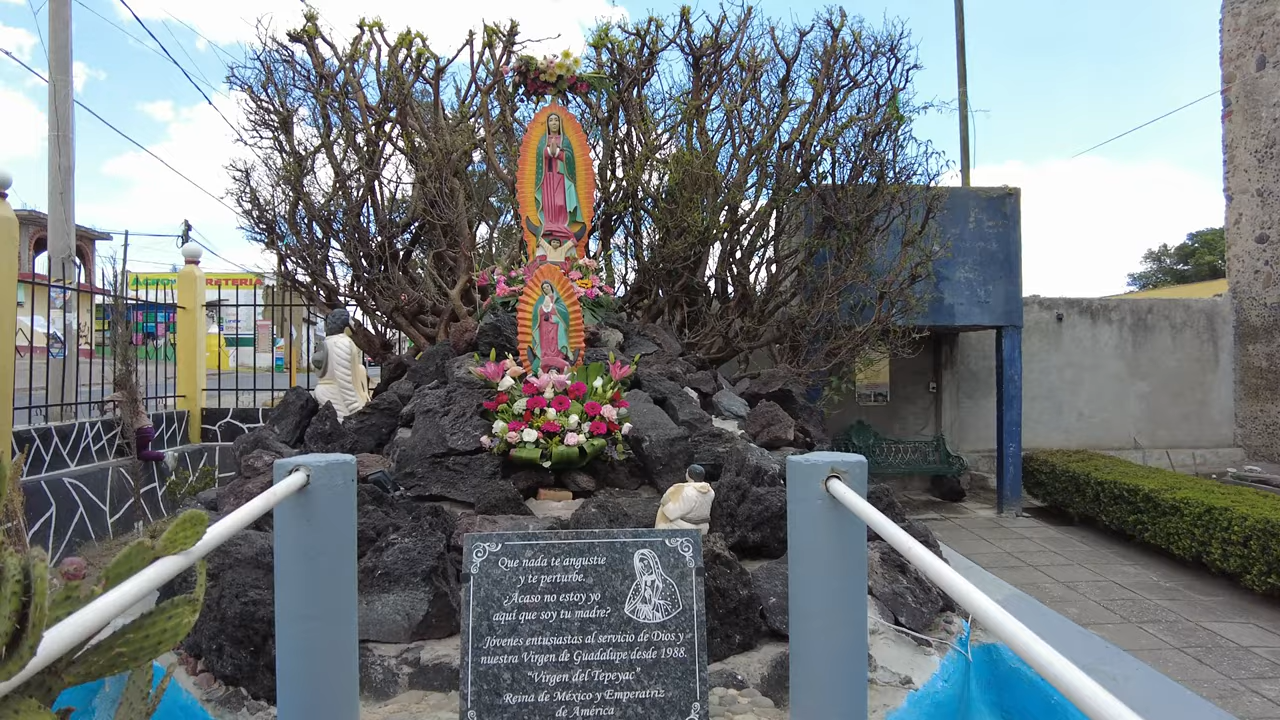 Que nada te angustie
y te perturbe.
¿Acaso no estoy yo
aquí que soy tu madre?
Jóvenes entusiastas al servicio de Dios y
nuestra Virgen de Guadalupe desde 1988.
"Virgen del Tepeyac"
Reina de México y Emperatriz
de América